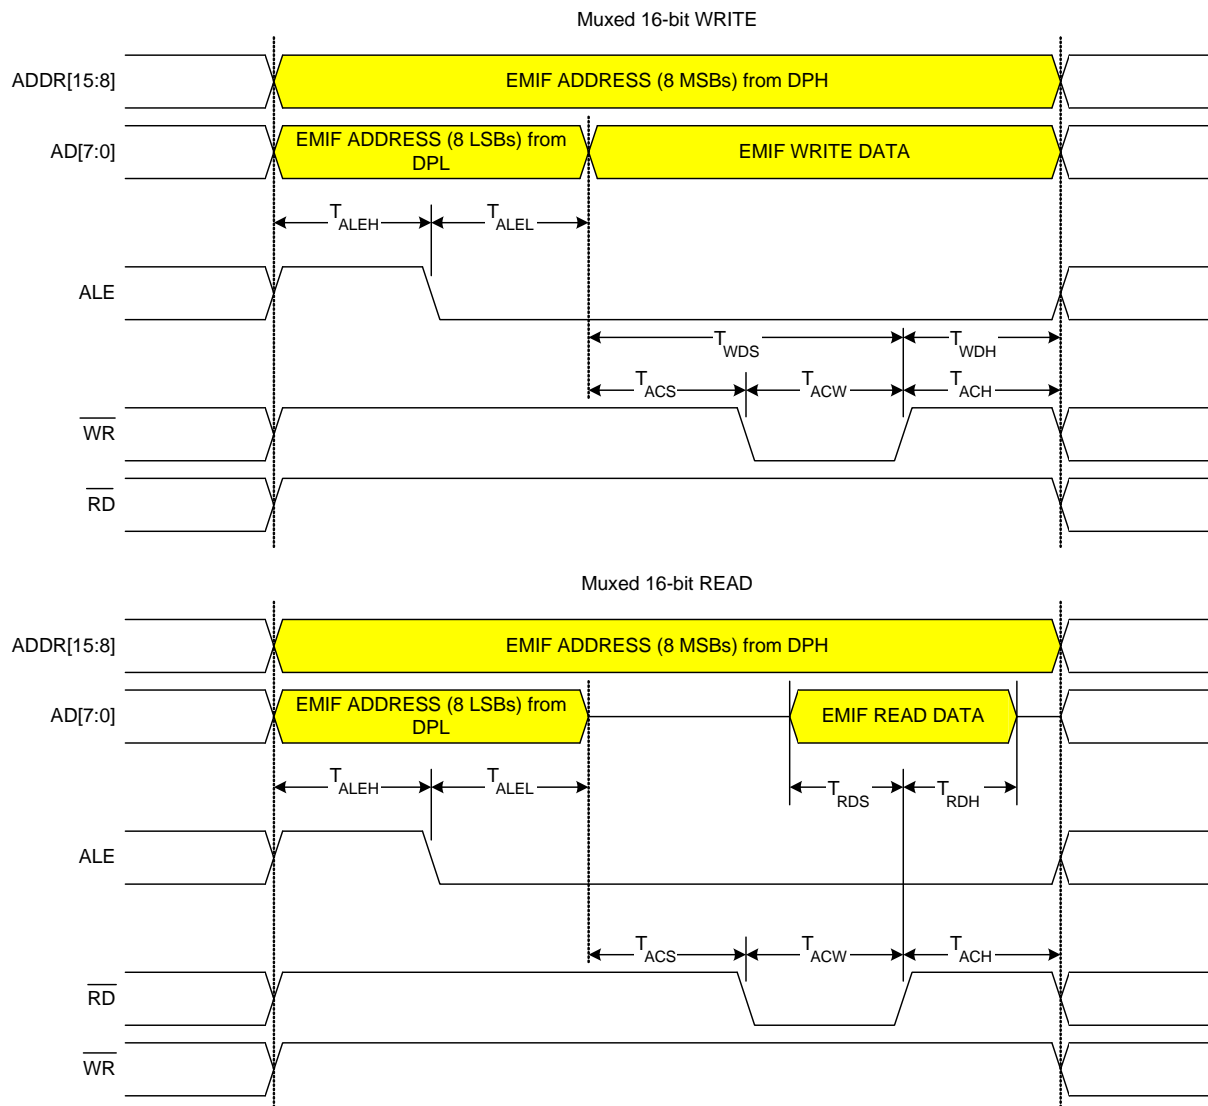 Muxed 16-bit WRITE
ADDR[15:8]
EMIF ADDRESS (8 MSBs) from DPH
AD[7:0]
EMIF ADDRESS (8 LSBs) from
DPL
EMIF WRITE DATA
TALEH
TALEL
ALE
TWDS
TWDH
TACS
TACW
TACH
WR
RD
Muxed 16-bit READ
ADDR[15:8]
EMIF ADDRESS (8 MSBs) from DPH
AD[7:0]
EMIF ADDRESS (8 LSBs) from
DPL
EMIF READ DATA
TALEH
TALEL
TRDS
TRDH
ALE
TACS
TACW
TACH
RD
WR